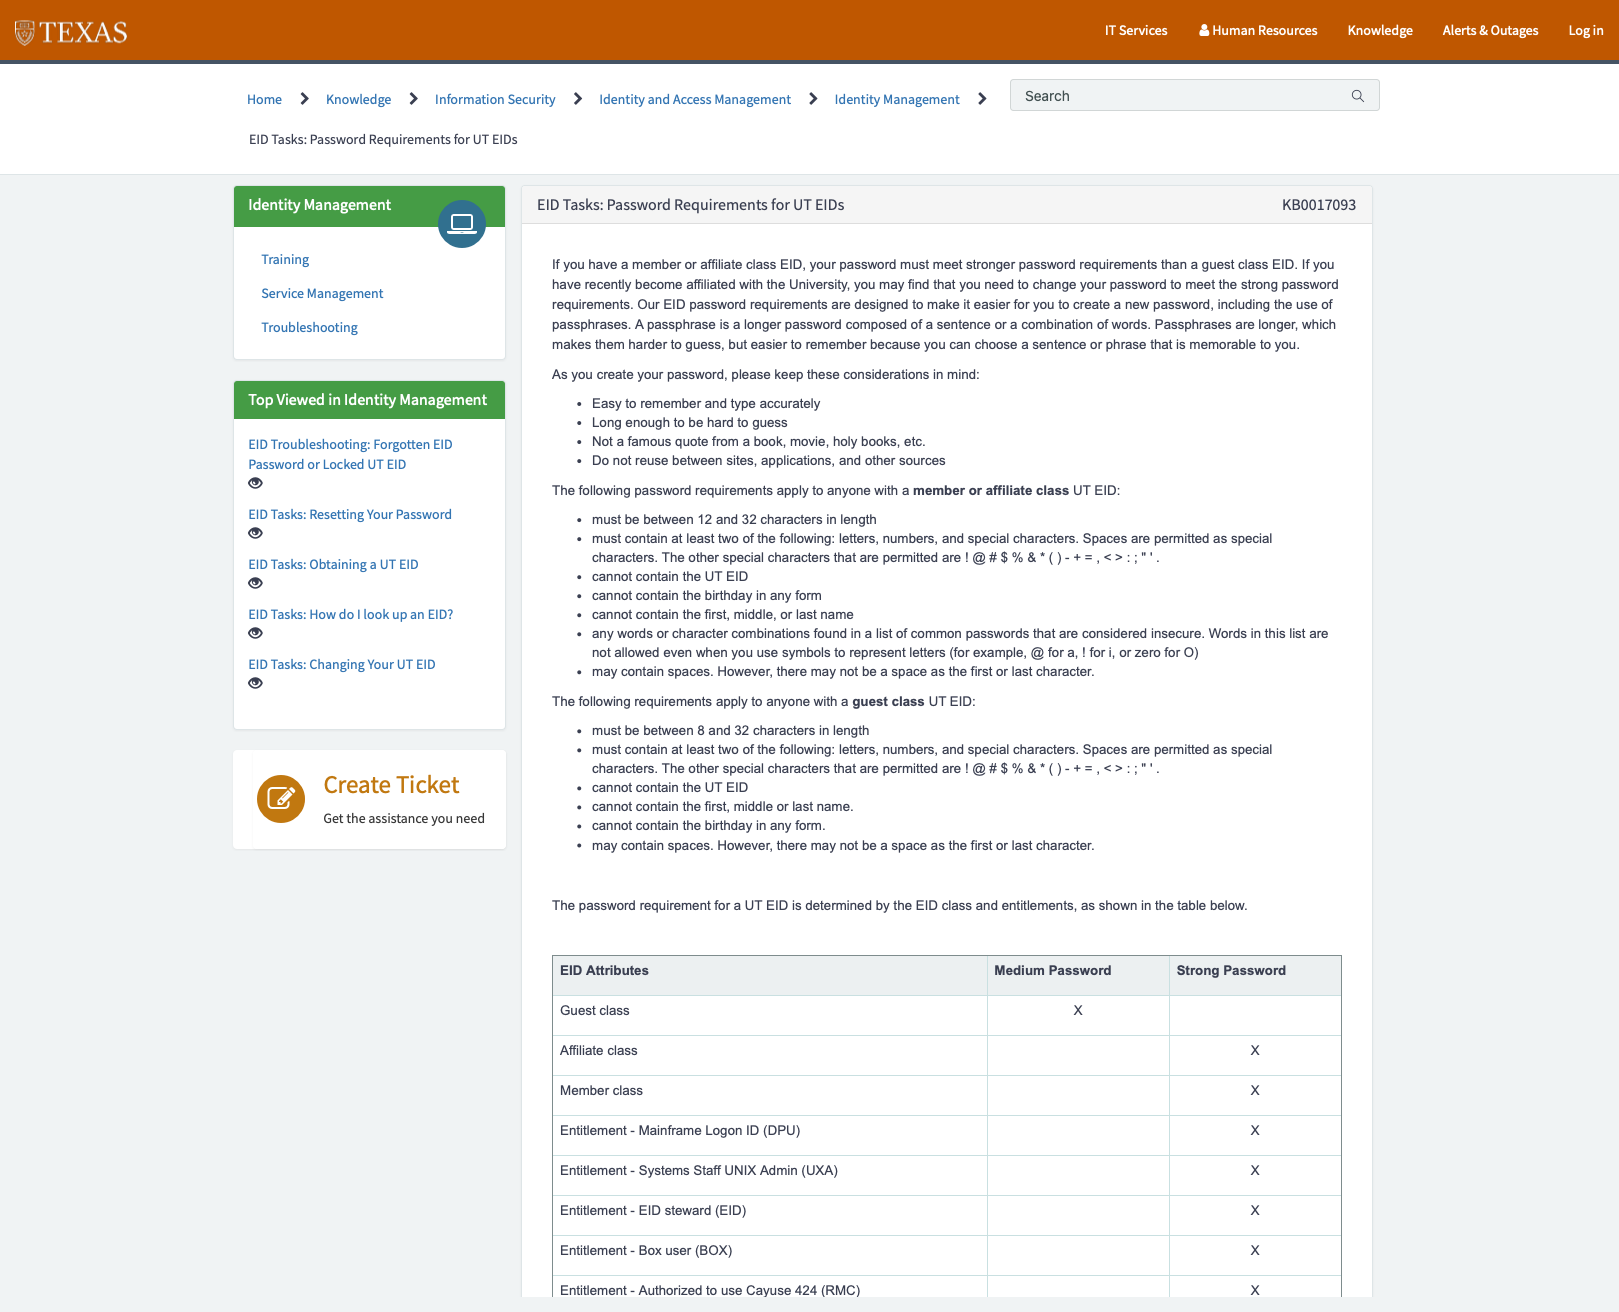 TEXAS
IT Services
Human Resources
Knowledge
Alerts & Outages
Log in
Home
Knowledge
Information Security
Identity and Access Management
Identity Management
Search
EID Tasks: Password Requirements for UT EIDs
Identity Management
Training
Service Management
Troubleshooting
Top Viewed in Identity Management
EID Troubleshooting: Forgotten EID
Password or Locked UT EID
EID Tasks: Resetting Your Password
EID Tasks: Obtaining a UT EID
EID Tasks: How do I look up an EID?
EID Tasks: Changing Your UT EID
Create Ticket
Get the assistance you need
EID Tasks: Password Requirements for UT EIDs
KB0017093
If you have a member or affiliate class EID, your password must meet stronger password requirements than a guest class EID. If you
have recently become affiliated with the University, you may find that you need to change your password to meet the strong password
requirements. Our EID password requirements are designed to make it easier for you to create a new password, including the use of
passphrases. A passphrase is a longer password composed of a sentence or a combination of words. Passphrases are longer, which
makes them harder to guess, but easier to remember because you can choose a sentence or phrase that is memorable to you.
As you create your password, please keep these considerations in mind:
• Easy to remember and type accurately
• Long enough to be hard to guess
• Not a famous quote from a book, movie, holy books, etc.
• Do not reuse between sites, applications, and other sources
The following password requirements apply to anyone with a member or affiliate class UT EID:
• must be between 12 and 32 characters in length
• must contain at least two of the following: letters, numbers, and special characters. Spaces are permitted as special
characters. The other special characters that are permitted are ! @ # $ % & * ( ) - + = , < > : ; " ' .
• cannot contain the UT EID
• cannot contain the birthday in any form
• cannot contain the first, middle, or last name
• any words or character combinations found in a list of common passwords that are considered insecure. Words in this list are
not allowed even when you use symbols to represent letters (for example, @ for a, ! for i, or zero for O)
• may contain spaces. However, there may not be a space as the first or last character.
The following requirements apply to anyone with a guest class UT EID:
• must be between 8 and 32 characters in length
• must contain at least two of the following: letters, numbers, and special characters. Spaces are permitted as special
characters. The other special characters that are permitted are ! @ # $ % & * ( ) - + = , < > : ; " ' .
• cannot contain the UT EID
• cannot contain the first, middle or last name.
• cannot contain the birthday in any form.
• may contain spaces. However, there may not be a space as the first or last character.
The password requirement for a UT EID is determined by the EID class and entitlements, as shown in the table below.
EID Attributes Medium Password Strong Password
Guest class X
Affiliate class X
Member class X
Entitlement - Mainframe Logon ID (DPU) X
Entitlement - Systems Staff UNIX Admin (UXA) X
Entitlement - EID steward (EID) X
Entitlement - Box user (BOX) X
Entitlement - Authorized to use Cayuse 424 (RMC) X